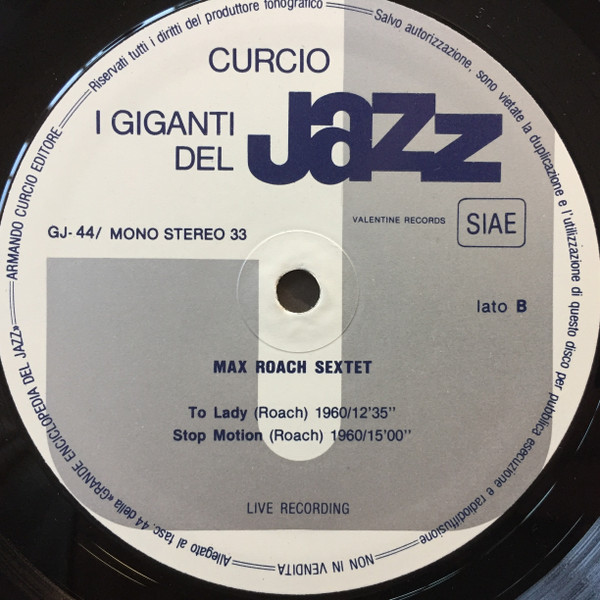 CURCIO
I GIGANTI
DEL
Jazz
VALENTINE RECORDS
SIAE
GJ-44/ MONO STEREO 33
lato B
MAX ROACH SEXTET
To Lady (Roach) 1960/12'35''
Stop Motion (Roach) 1960/15'00''
LIVE RECORDING
ARMANDO CURCIO EDITORE — Riservati tutti i diritti del produttore fonografico — Salvo autorizzazione, sono vietate la duplicazione e l'utilizzazione di questo disco per pubblica esecuzione e radiodiffusione — NON IN VENDITA — Allegato al fasc. 44 della «GRANDE ENCICLOPEDIA DEL JAZZ» —